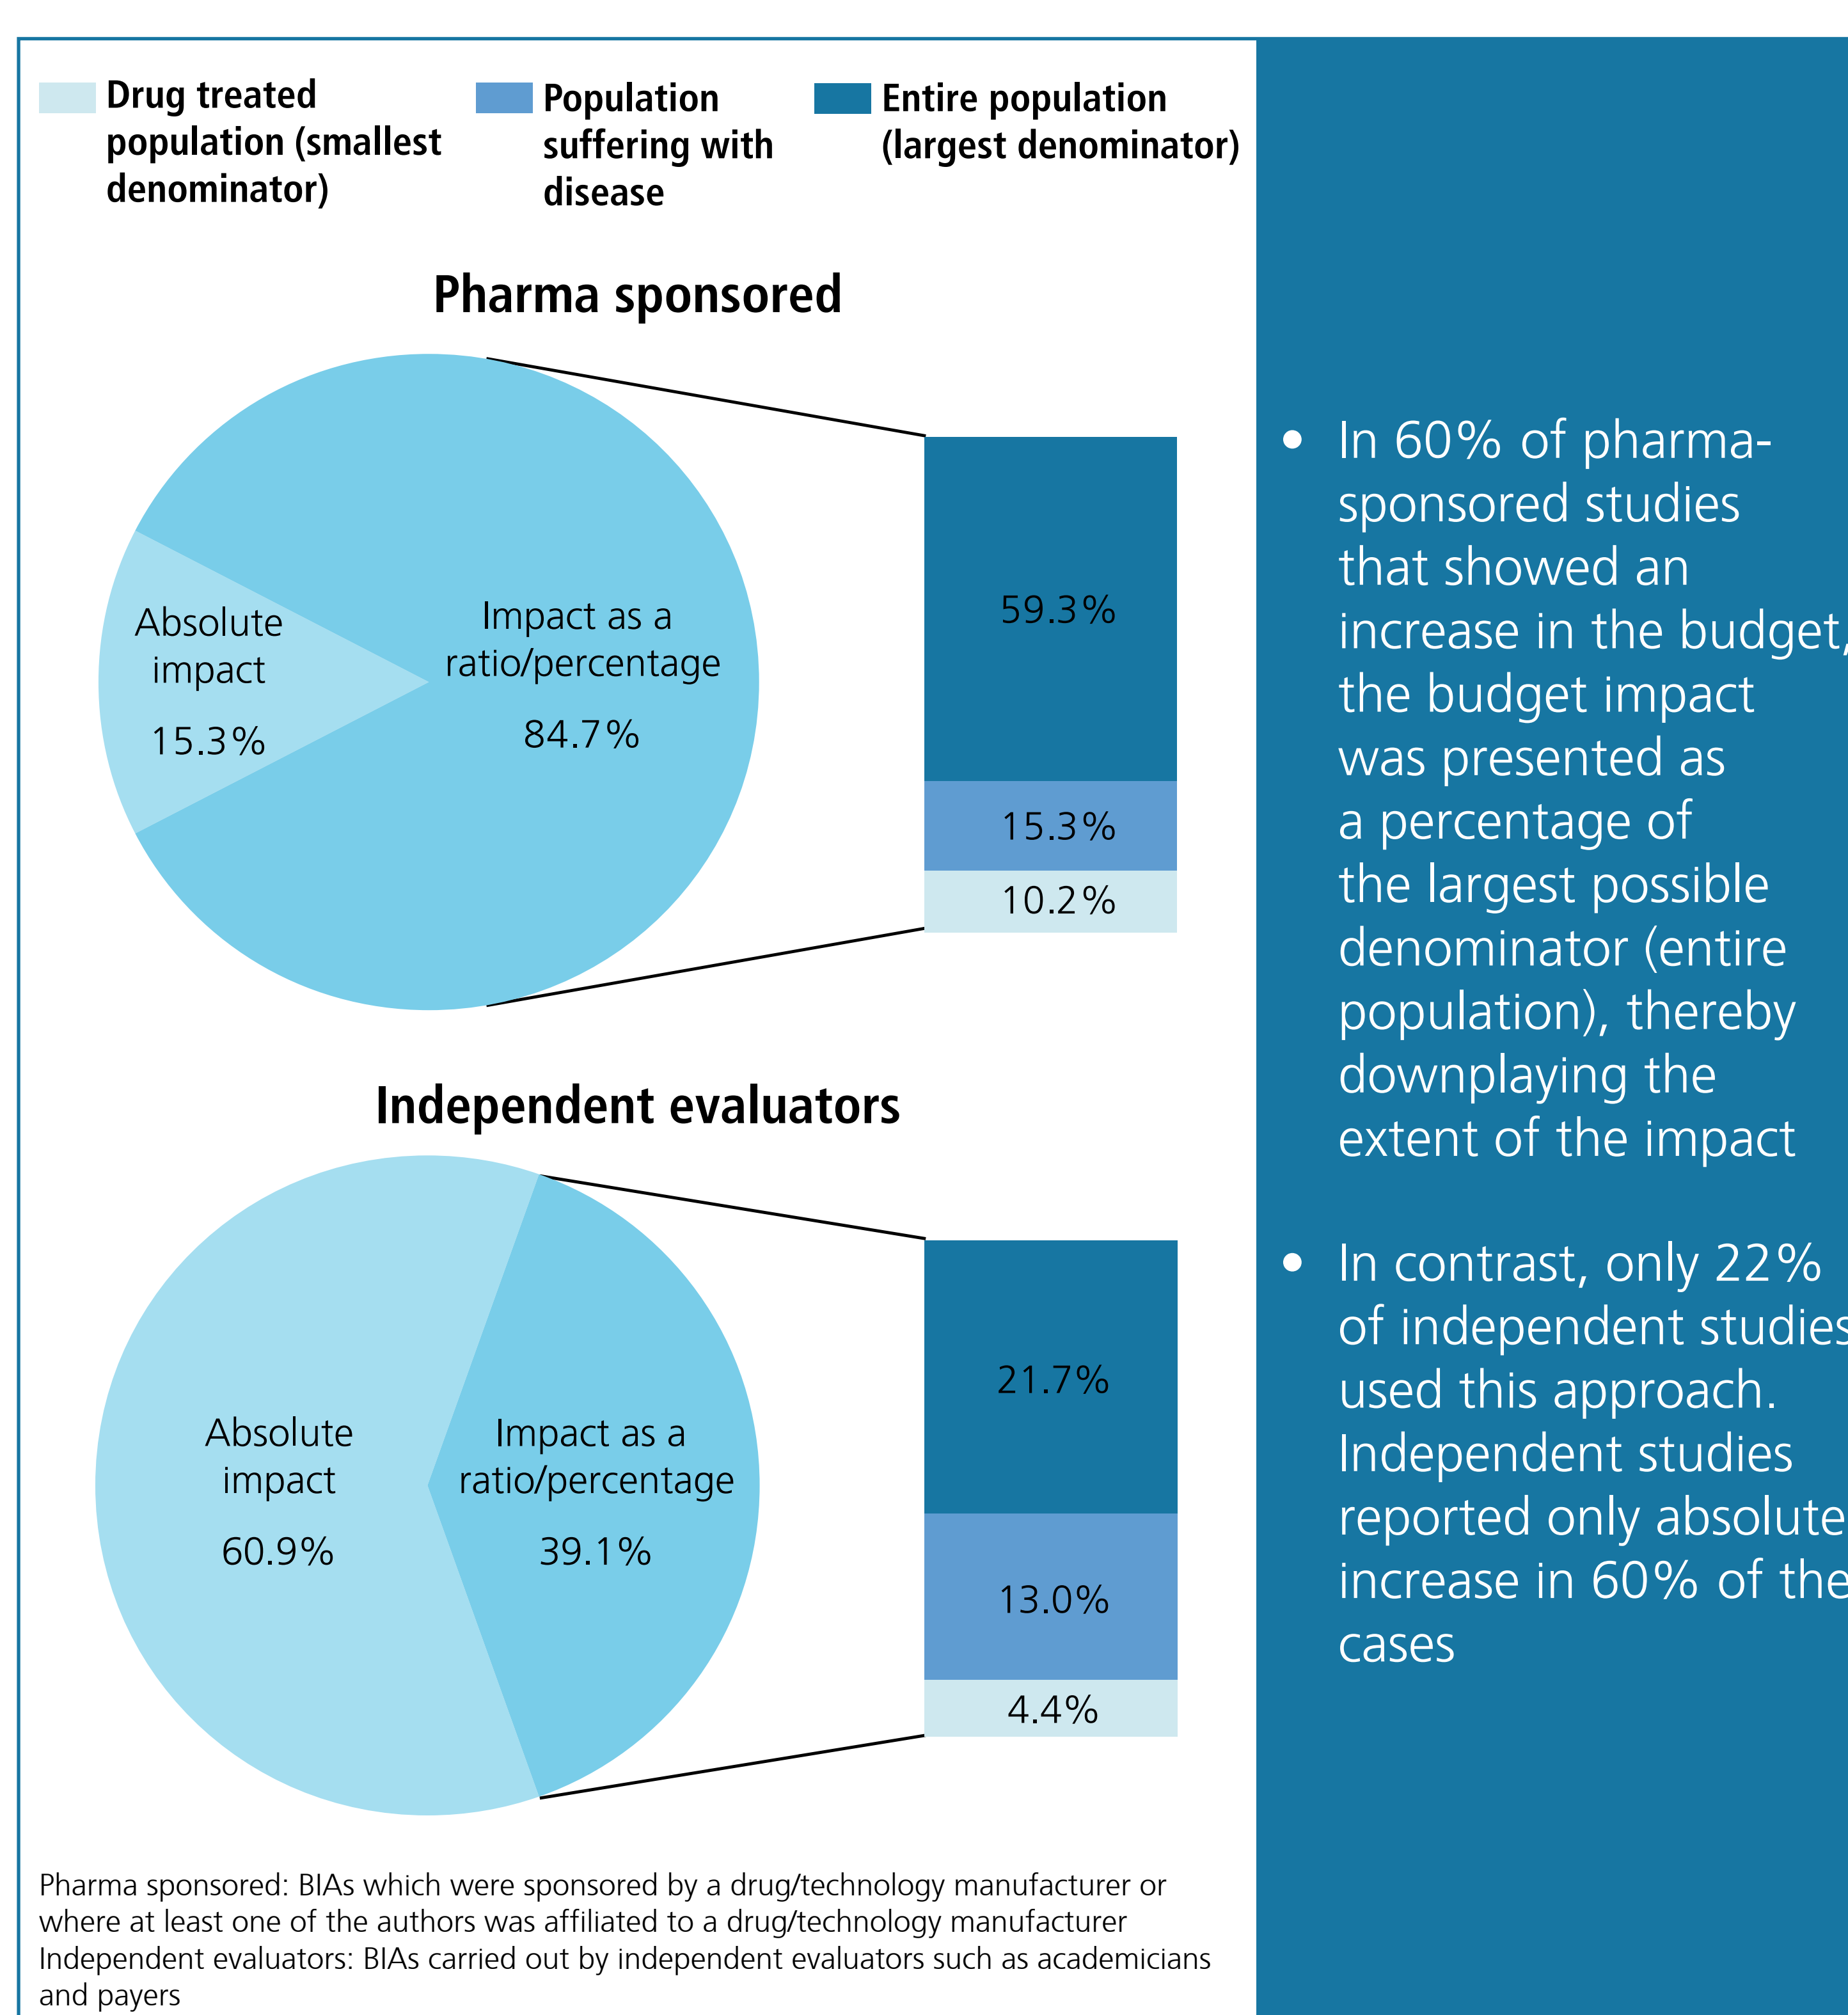 Drug treated
population (smallest
denominator)
Population
suffering with
disease
Entire population
(largest denominator)
Pharma sponsored
Absolute
impact
15.3%
Impact as a
ratio/percentage
84.7%
59.3%
15.3%
10.2%
Independent evaluators
Absolute
impact
60.9%
Impact as a
ratio/percentage
39.1%
21.7%
13.0%
4.4%
Pharma sponsored: BIAs which were sponsored by a drug/technology manufacturer or
where at least one of the authors was affiliated to a drug/technology manufacturer
Independent evaluators: BIAs carried out by independent evaluators such as academicians
and payers
• In 60% of pharma-
sponsored studies
that showed an
increase in the budget,
the budget impact
was presented as
a percentage of
the largest possible
denominator (entire
population), thereby
downplaying the
extent of the impact
• In contrast, only 22%
of independent studies
used this approach.
Independent studies
reported only absolute
increase in 60% of the
cases